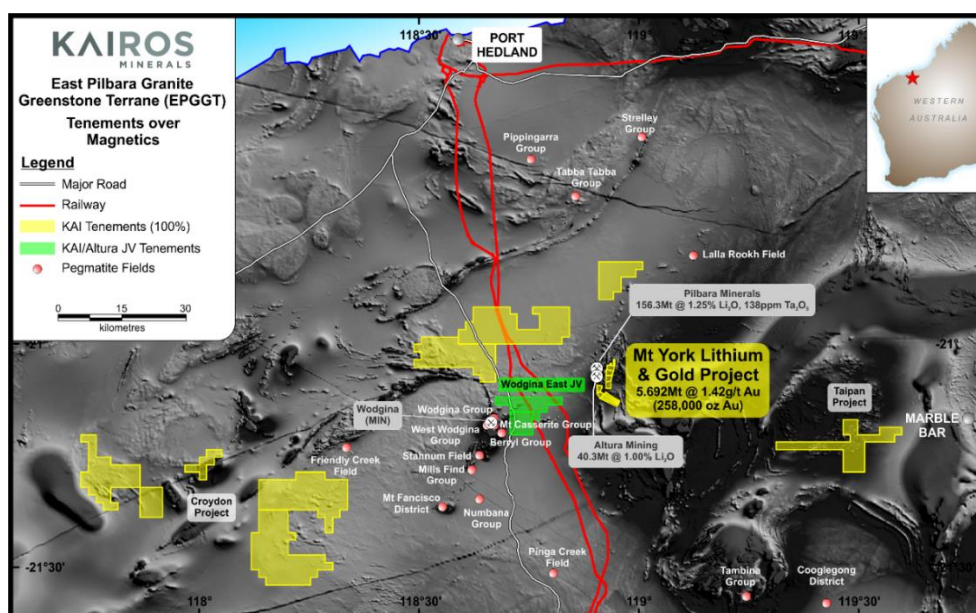 KAIROS
MINERALS
East Pilbara Granite
Greenstone Terrane (EPGGT)
Tenements over
Magnetics
Legend
Major Road
Railway
KAI Tenements (100%)
KAI/Altura JV Tenements
Pegmatite Fields
0 15 30
kilometres
118°30'
119°
PORT
HEDLAND
WESTERN
AUSTRALIA
Strelley
Group
Pippingarra
Group
Tabba Tabba
Group
Lalla Rookh Field
Pilbara Minerals
156.3Mt @ 1.25% Li₂O, 138ppm Ta₂O₅
-21°
-21°
Mt York Lithium
& Gold Project
5.692Mt @ 1.42g/t Au
(258,000 oz Au)
Wodgina East JV
Taipan
Project
MARBLE
BAR
Wodgina
(MIN)
Wodgina Group
West Wodgina
Group
Mt Casserite Group
Berryl Group
Altura Mining
40.3Mt @ 1.00% Li₂O
Friendly Creek
Field
Stahnum Field
Mills Find
Group
Croydon
Project
Mt Fancisco
District
Numbana
Group
Pinga Creek
Field
Tambina
Group
Cooglegong
District
-21°30'
-21°30'
118°
118°30'
119°
119°30'